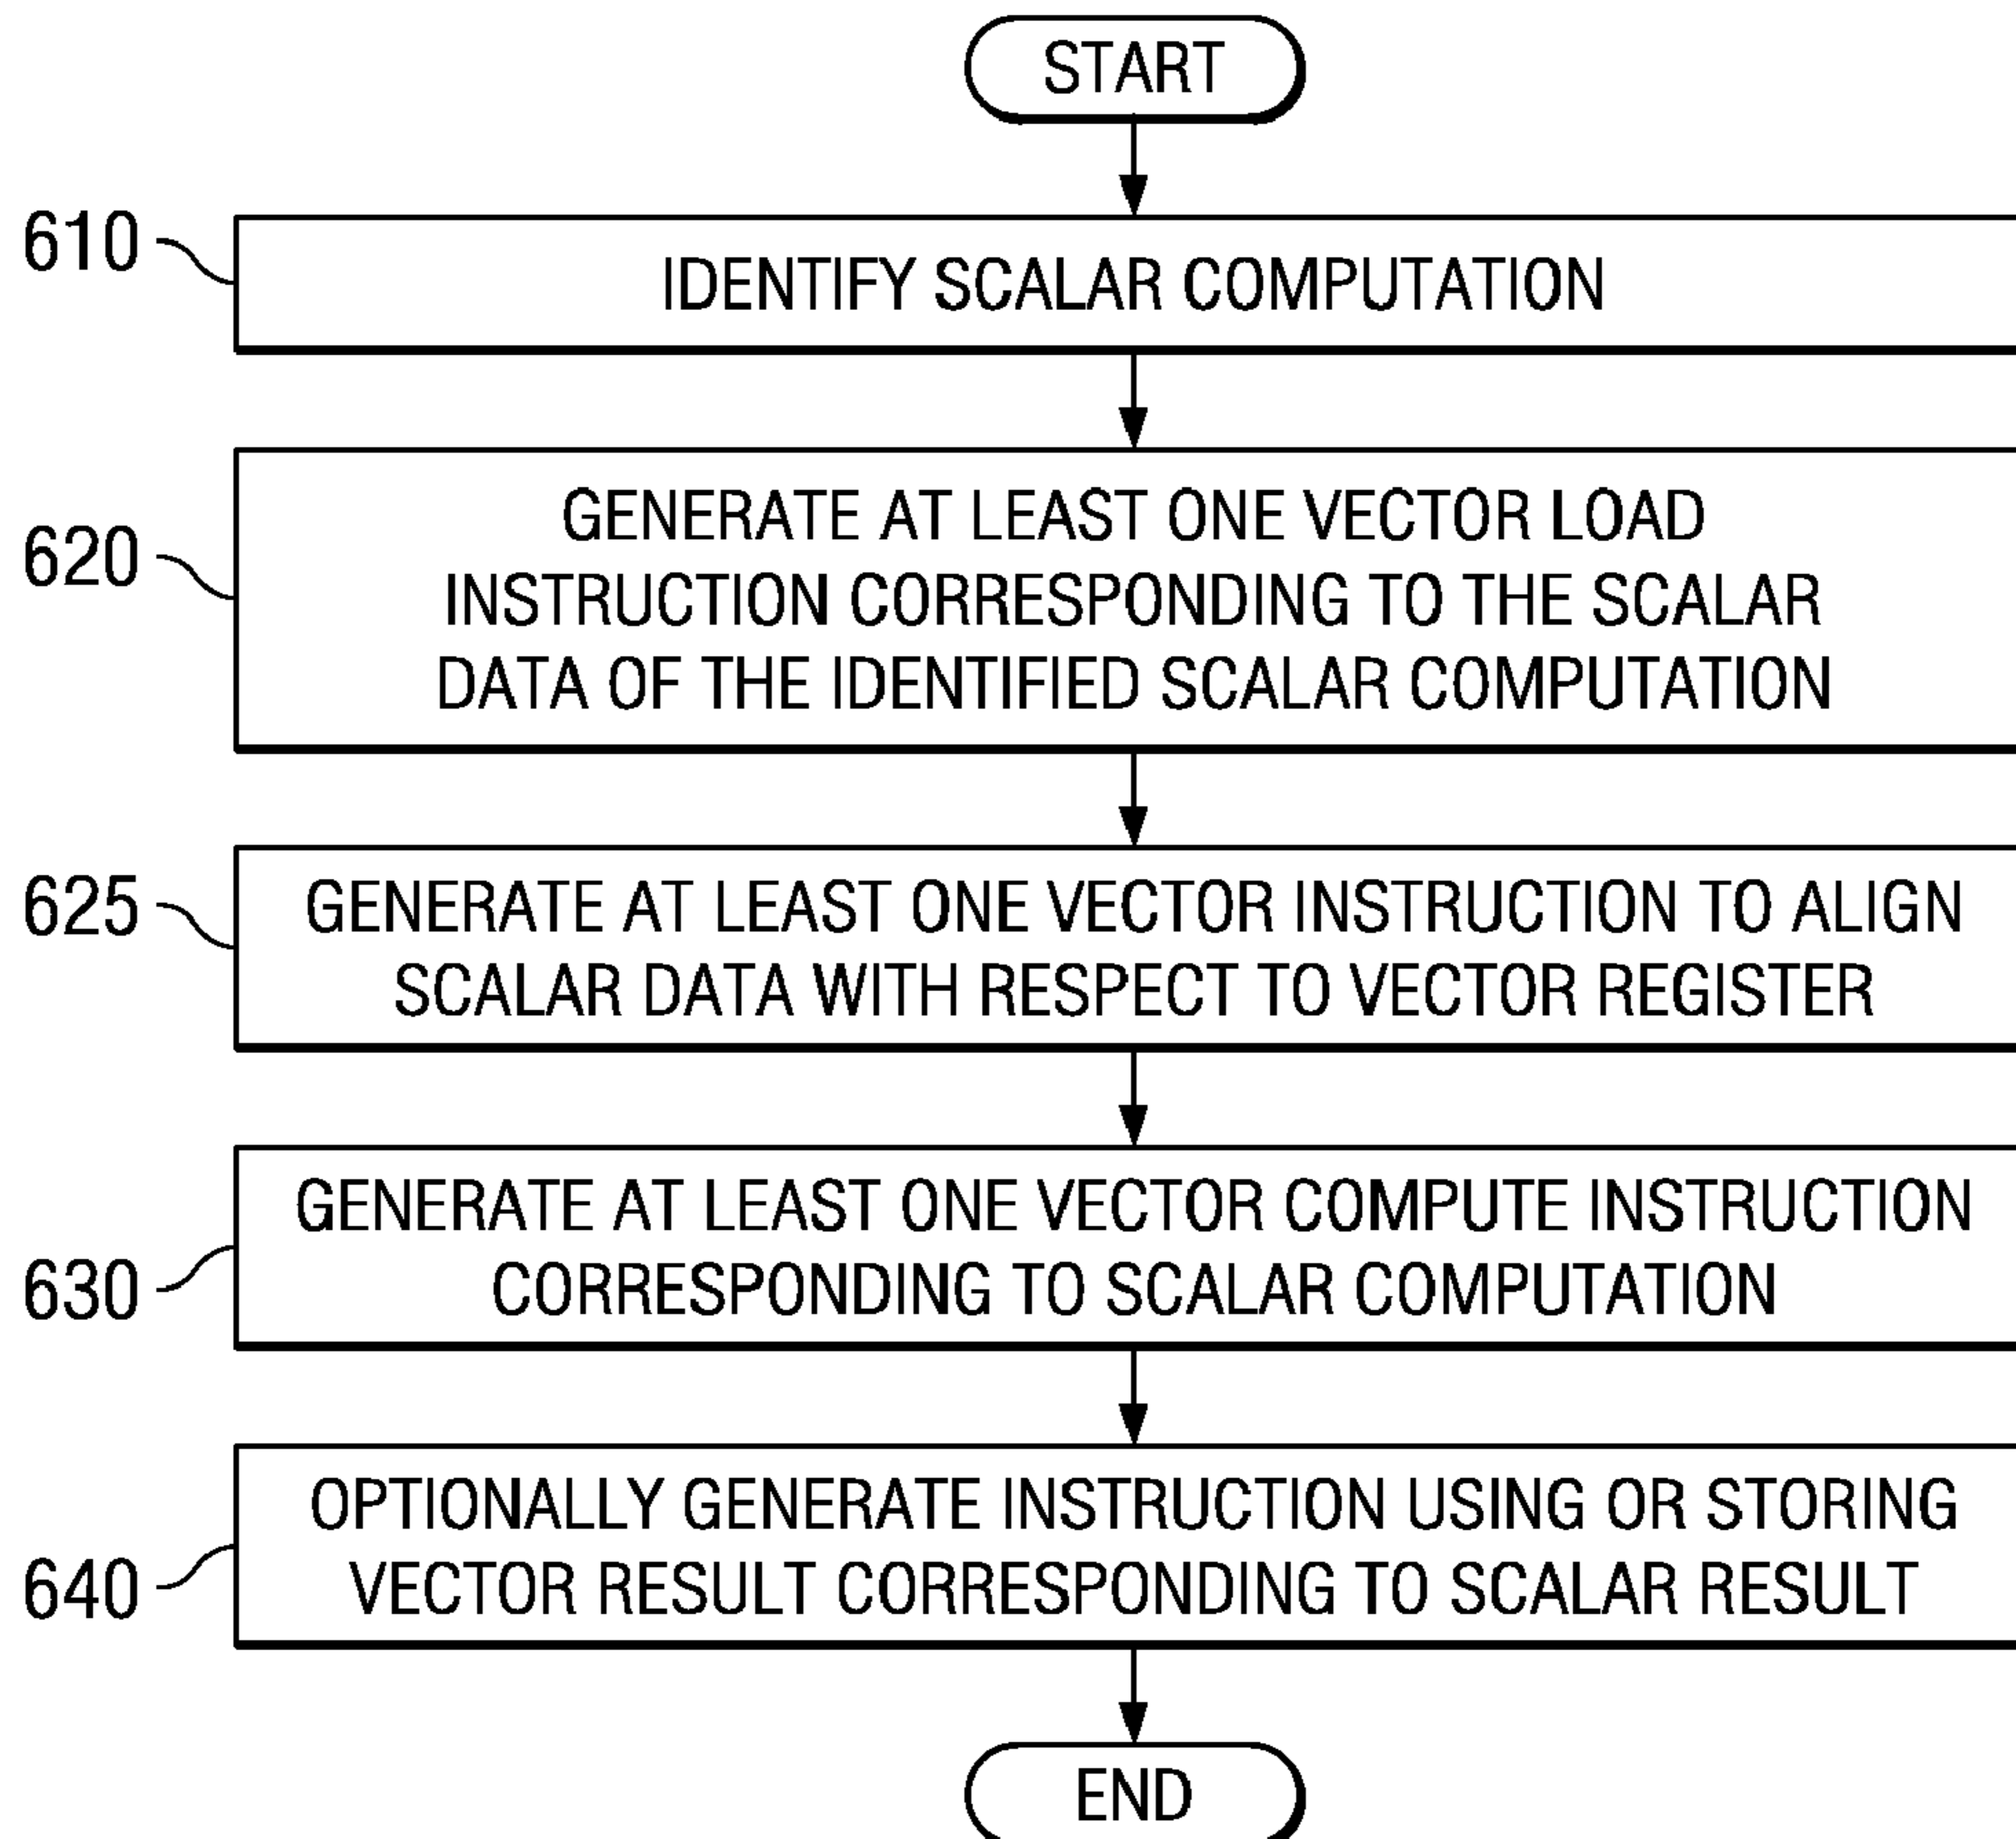 START
610
IDENTIFY SCALAR COMPUTATION
620
GENERATE AT LEAST ONE VECTOR LOAD
INSTRUCTION CORRESPONDING TO THE SCALAR
DATA OF THE IDENTIFIED SCALAR COMPUTATION
625
GENERATE AT LEAST ONE VECTOR INSTRUCTION TO ALIGN
SCALAR DATA WITH RESPECT TO VECTOR REGISTER
630
GENERATE AT LEAST ONE VECTOR COMPUTE INSTRUCTION
CORRESPONDING TO SCALAR COMPUTATION
640
OPTIONALLY GENERATE INSTRUCTION USING OR STORING
VECTOR RESULT CORRESPONDING TO SCALAR RESULT
END